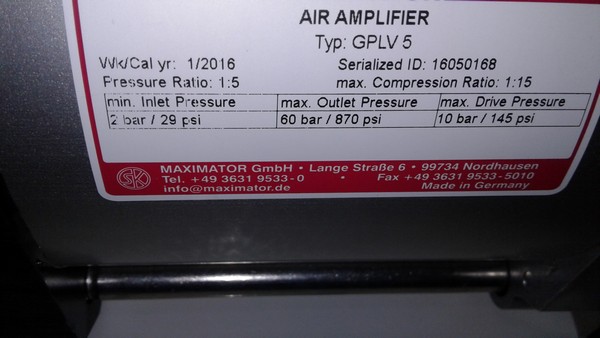 AIR AMPLIFIER
Typ: GPLV 5
Wk/Cal yr: 1/2016 Serialized ID: 16050168
Pressure Ratio: 1:5 max. Compression Ratio: 1:15
min. Inlet Pressure max. Outlet Pressure max. Drive Pressure
2 bar / 29 psi 60 bar / 870 psi 10 bar / 145 psi
MAXIMATOR GmbH • Lange Straße 6 • 99734 Nordhausen
Tel. +49 3631 9533-0 • Fax +49 3631 9533-5010
info@maximator.de Made in Germany